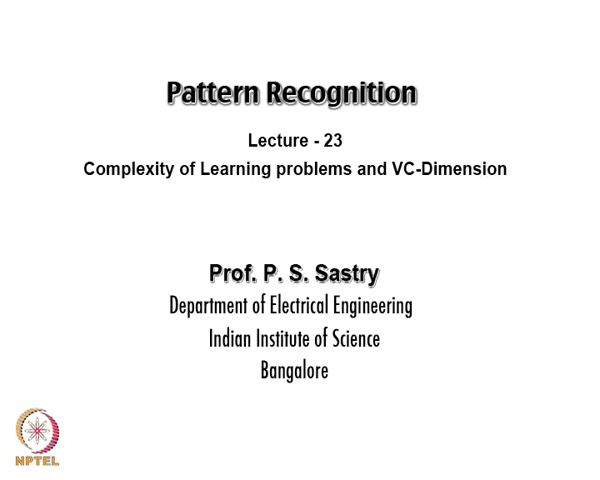 Pattern Recognition
Lecture - 23
Complexity of Learning problems and VC-Dimension
Prof. P. S. Sastry
Department of Electrical Engineering
Indian Institute of Science
Bangalore
NPTEL